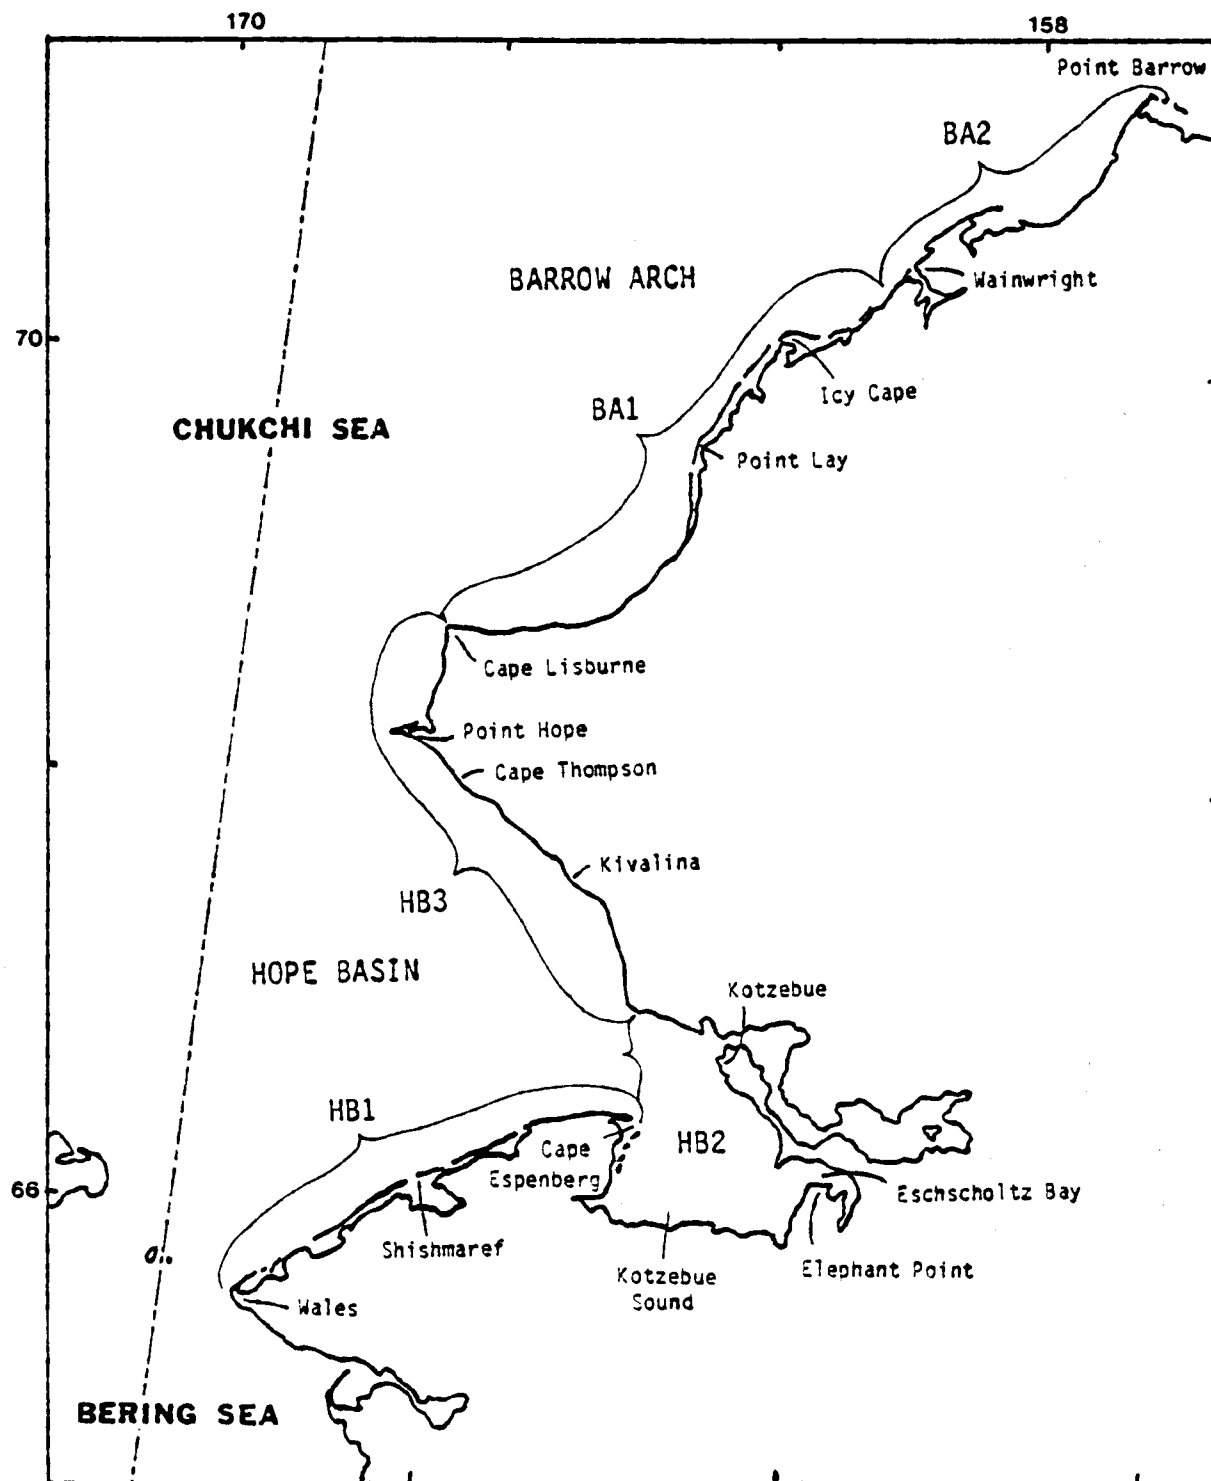 170
158
Point Barrow
BA2
BARROW ARCH
Wainwright
70
Icy Cape
BA1
CHUKCHI SEA
Point Lay
Cape Lisburne
Point Hope
Cape Thompson
Kivalina
HB3
HOPE BASIN
Kotzebue
HB1
HB2
Cape
Espenberg
66
Eschscholtz Bay
Shishmaref
Elephant Point
Kotzebue
Sound
Wales
BERING SEA